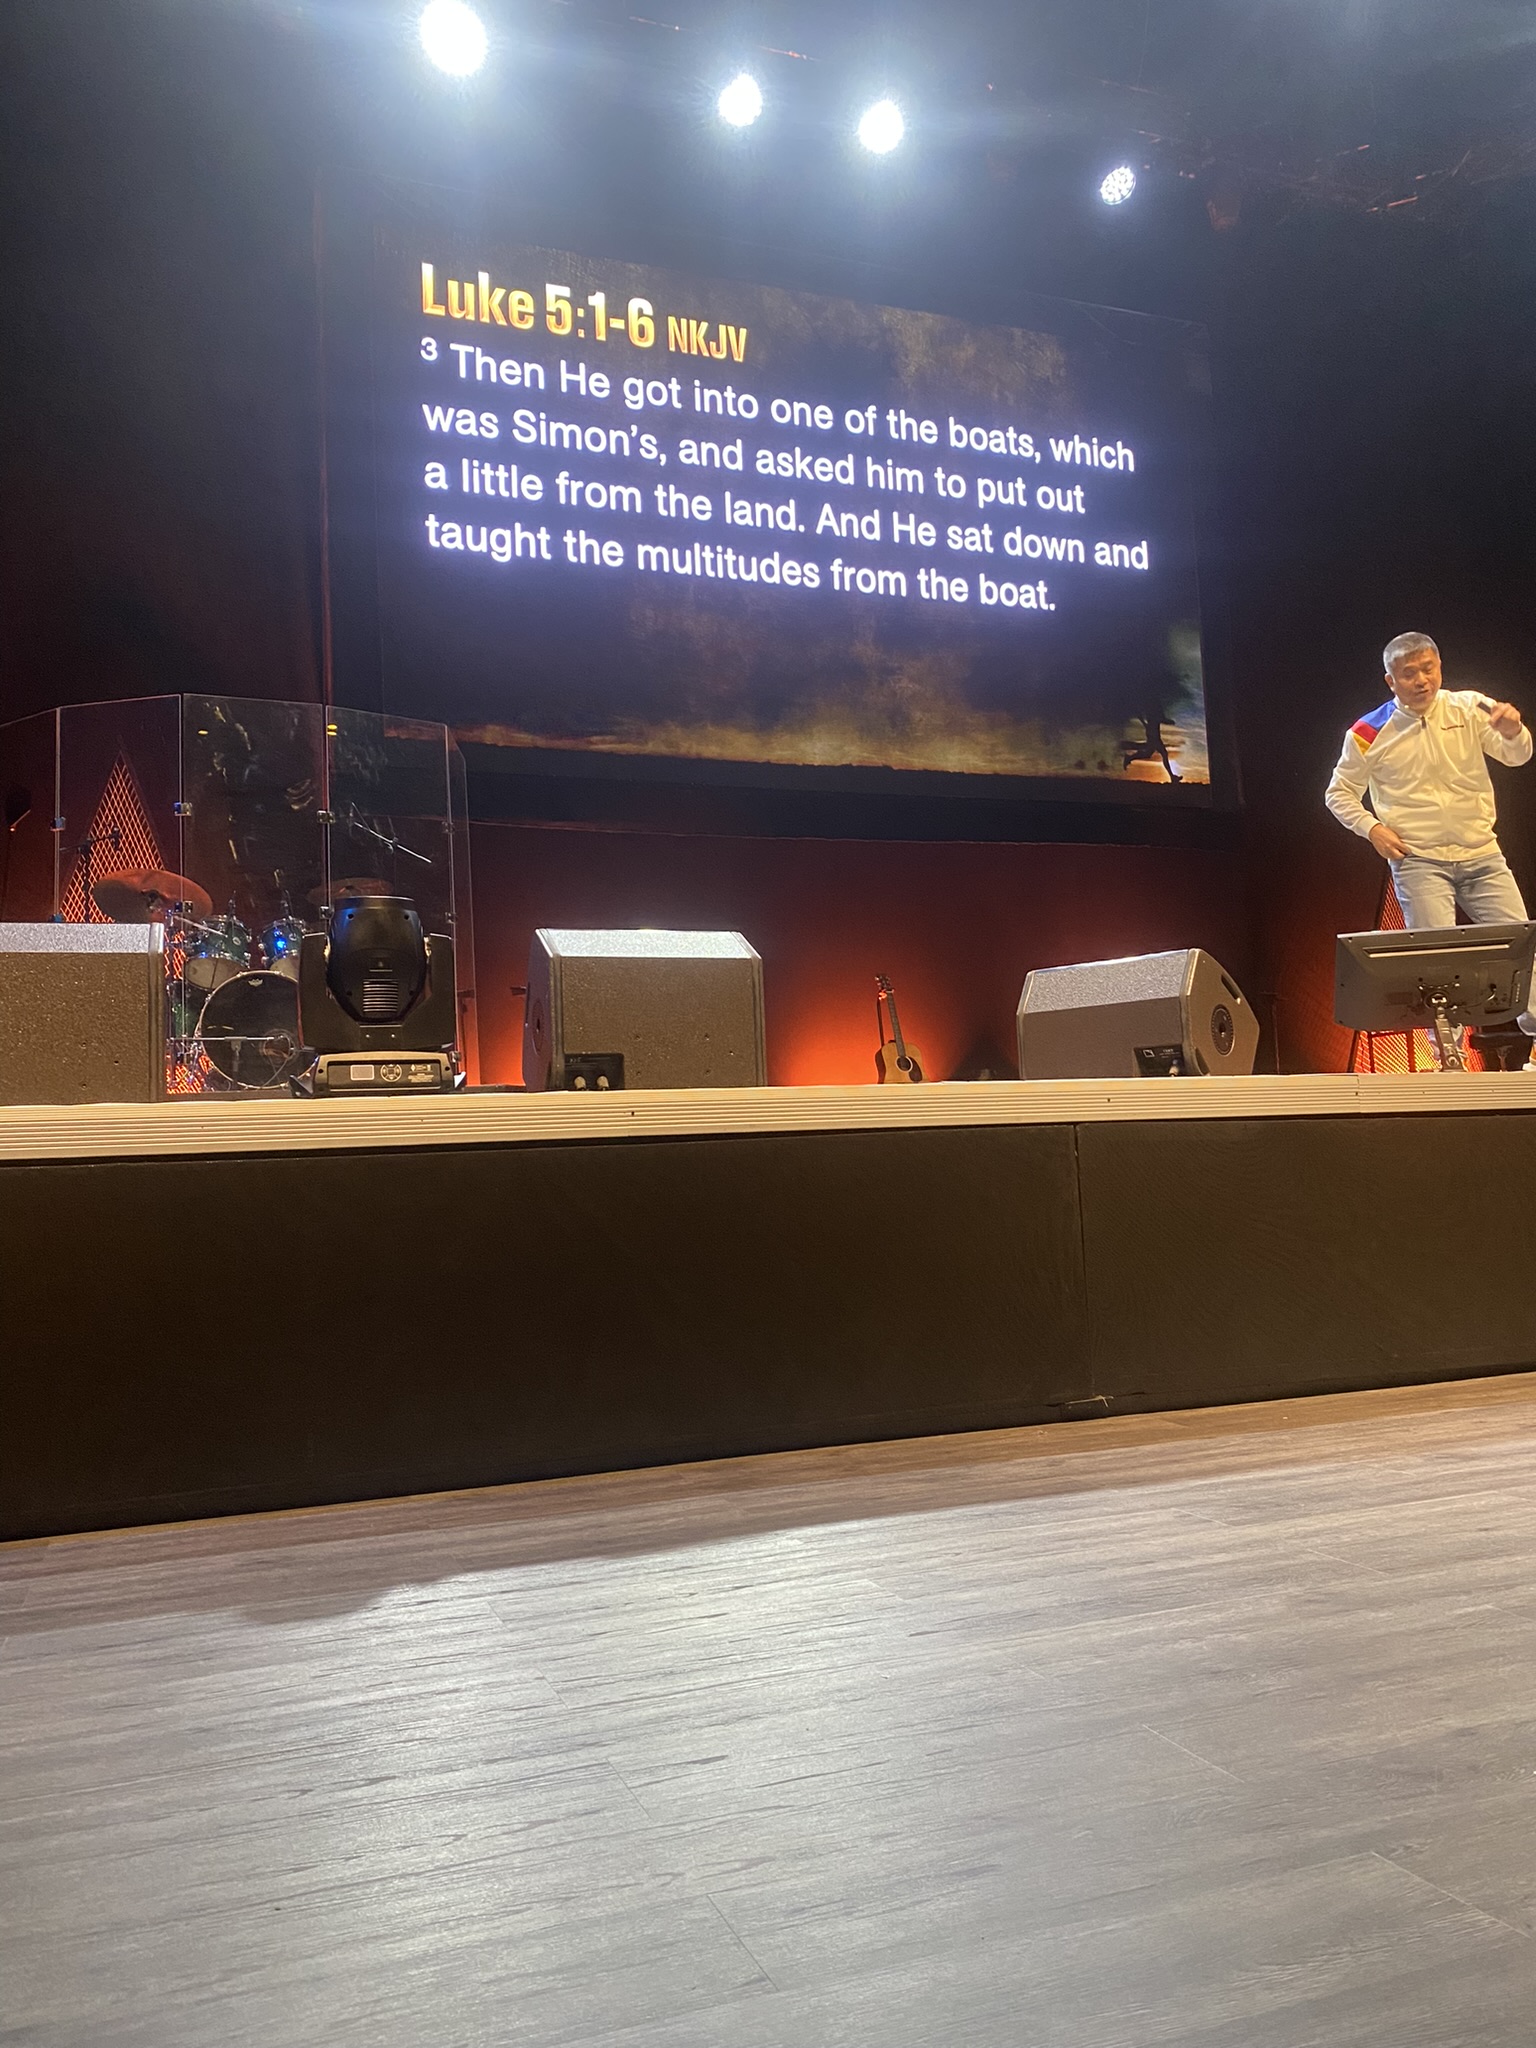 Luke 5:1-6 NKJV
3 Then He got into one of the boats, which
was Simon’s, and asked him to put out
a little from the land. And He sat down and
taught the multitudes from the boat.